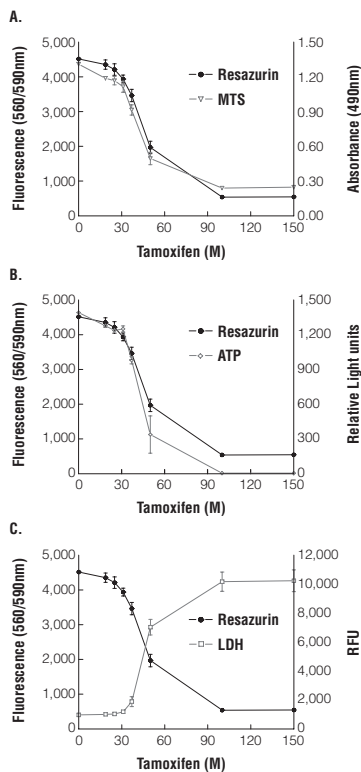 A.
Fluorescence (560/590nm)
5,000
4,000
3,000
2,000
1,000
0
1.50
1.20
0.90
0.60
0.30
0.00
Absorbance (490nm)
Resazurin
MTS
0 30 60 90 120 150
Tamoxifen (M)
B.
Fluorescence (560/590nm)
5,000
4,000
3,000
2,000
1,000
0
1,500
1,200
900
600
300
0
Relative Light units
Resazurin
ATP
0 30 60 90 120 150
Tamoxifen (M)
C.
Fluorescence (560/590nm)
5,000
4,000
3,000
2,000
1,000
0
12,000
10,000
8,000
6,000
4,000
2,000
0
RFU
Resazurin
LDH
0 30 60 90 120 150
Tamoxifen (M)